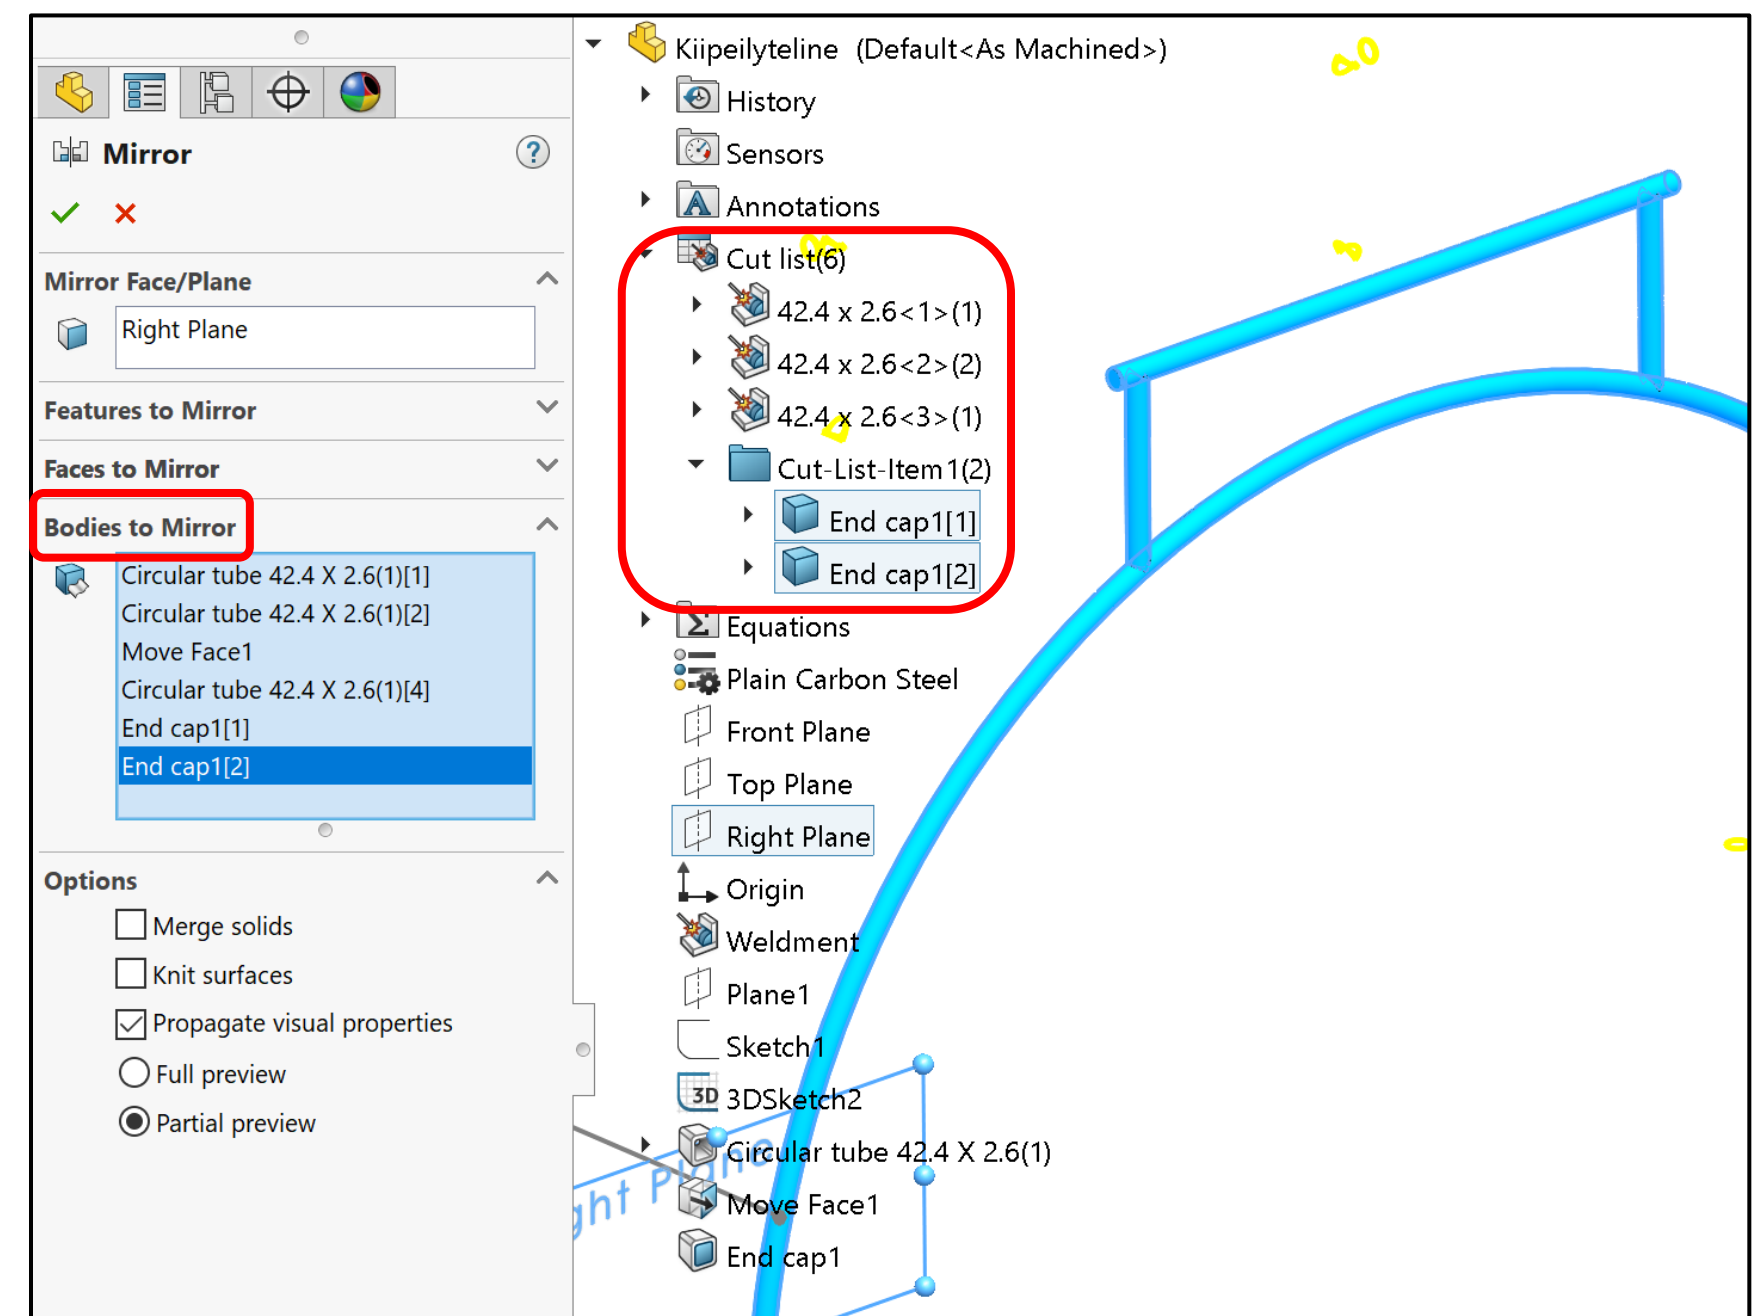 Mirror
Mirror Face/Plane
Right Plane
Features to Mirror
Faces to Mirror
Bodies to Mirror
Circular tube 42.4 X 2.6(1)[1]
Circular tube 42.4 X 2.6(1)[2]
Move Face1
Circular tube 42.4 X 2.6(1)[4]
End cap1[1]
End cap1[2]
Options
Merge solids
Knit surfaces
Propagate visual properties
Full preview
Partial preview
Kiipeilyteline (Default<As Machined>)
History
Sensors
Annotations
Cut list(6)
42.4 x 2.6<1>(1)
42.4 x 2.6<2>(2)
42.4 x 2.6<3>(1)
Cut-List-Item1(2)
End cap1[1]
End cap1[2]
Equations
Plain Carbon Steel
Front Plane
Top Plane
Right Plane
Origin
Weldment
Plane1
Sketch1
3DSketch2
Circular tube 42.4 X 2.6(1)
Move Face1
End cap1
ght Plane